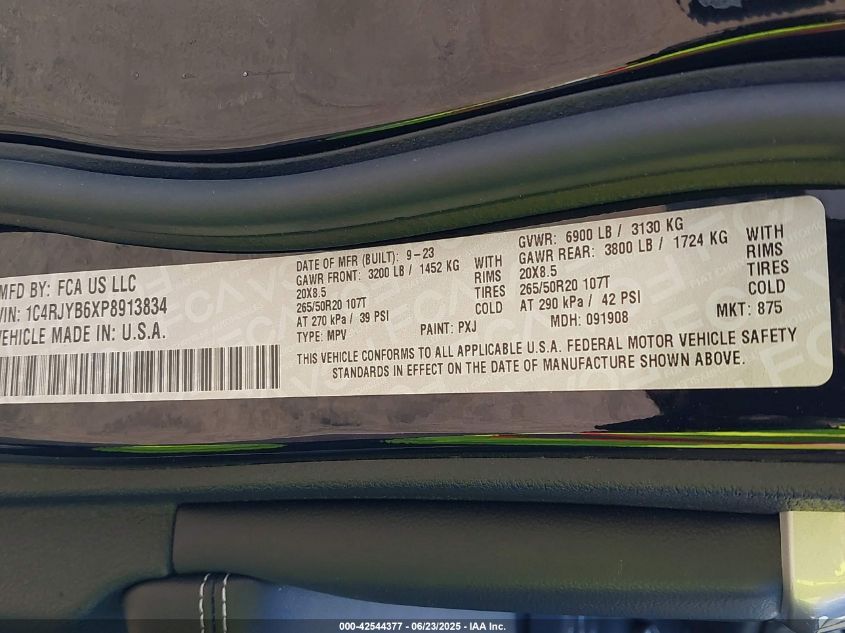 MFD BY: FCA US LLC
VIN: 1C4RJYB6XP8913834
VEHICLE MADE IN: U.S.A.
DATE OF MFR (BUILT): 9-23
GAWR FRONT: 3200 LB / 1452 KG WITH
20X8.5 RIMS
265/50R20 107T TIRES
AT 270 kPa / 39 PSI COLD
TYPE: MPV PAINT: PXJ
GVWR: 6900 LB / 3130 KG
GAWR REAR: 3800 LB / 1724 KG WITH
20X8.5 RIMS
265/50R20 107T TIRES
AT 290 kPa / 42 PSI COLD
MDH: 091908 MKT: 875
THIS VEHICLE CONFORMS TO ALL APPLICABLE U.S.A. FEDERAL MOTOR VEHICLE SAFETY
STANDARDS IN EFFECT ON THE DATE OF MANUFACTURE SHOWN ABOVE.
000-42544377 - 06/23/2025 - IAA Inc.